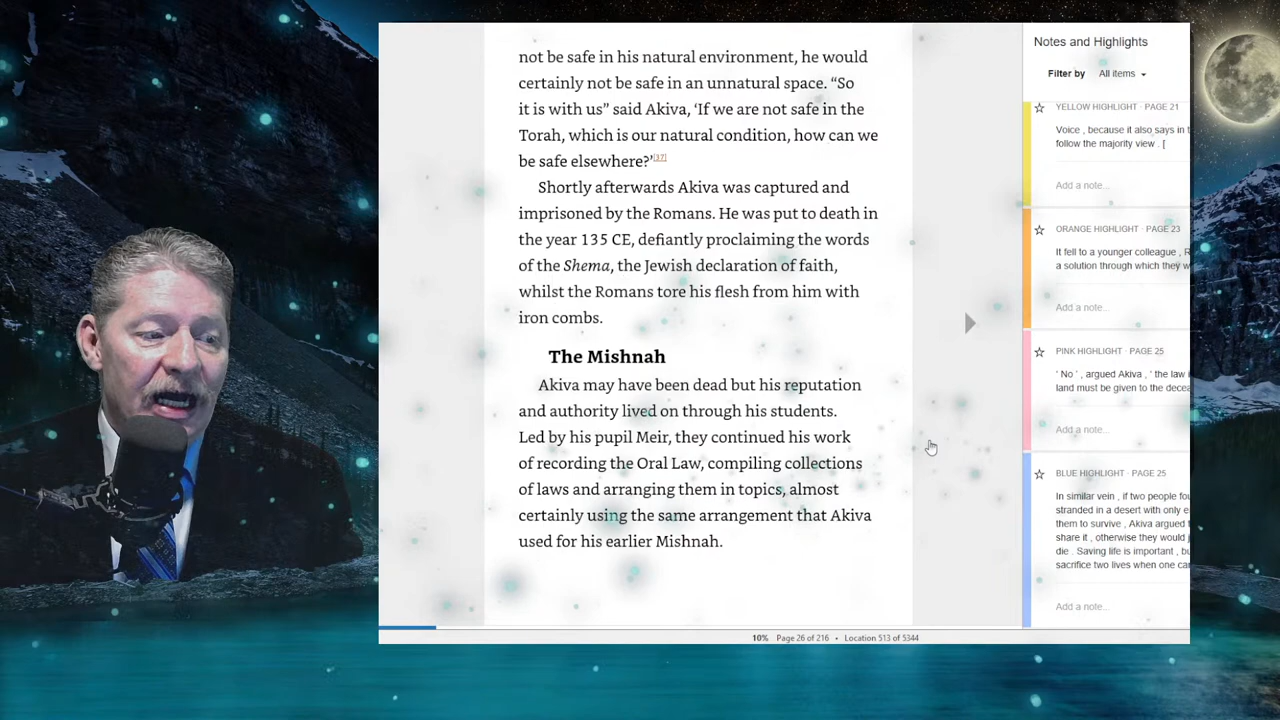 not be safe in his natural environment, he would
certainly not be safe in an unnatural space. “So
it is with us” said Akiva, ‘If we are not safe in the
Torah, which is our natural condition, how can we
be safe elsewhere?’[37]
Shortly afterwards Akiva was captured and
imprisoned by the Romans. He was put to death in
the year 135 CE, defiantly proclaiming the words
of the Shema, the Jewish declaration of faith,
whilst the Romans tore his flesh from him with
iron combs.
The Mishnah
Akiva may have been dead but his reputation
and authority lived on through his students.
Led by his pupil Meir, they continued his work
of recording the Oral Law, compiling collections
of laws and arranging them in topics, almost
certainly using the same arrangement that Akiva
used for his earlier Mishnah.
10% Page 26 of 216 • Location 513 of 5344
Notes and Highlights
Filter by All items
YELLOW HIGHLIGHT · PAGE 21
Voice , because it also says in
follow the majority view . [
Add a note...
ORANGE HIGHLIGHT · PAGE 23
It fell to a younger colleague ,
a solution through which they
Add a note...
PINK HIGHLIGHT · PAGE 25
' No ' , argued Akiva , ' the law
land must be given to the
Add a note...
BLUE HIGHLIGHT · PAGE 25
In similar vein , if two people
stranded in a desert with only
them to survive , Akiva argued
share it , otherwise they would
die . Saving life is important ,
sacrifice two lives when one
Add a note...